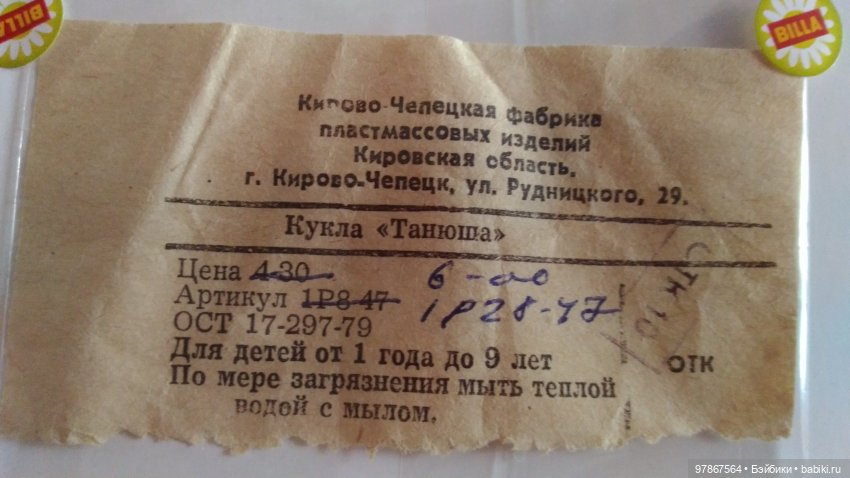 BILLA
BILLA
Кирово-Чепецкая фабрика
пластмассовых изделий
Кировская область.
г. Кирово-Чепецк, ул. Рудницкого, 29.
Кукла «Танюша»
Цена 4-30 6-00
Артикул 1Р8-47 1Р28-47
ОСТ 17-297-79
ОТК 10
Для детей от 1 года до 9 лет
ОТК
По мере загрязнения мыть теплой
водой с мылом.
97867564 • Бэйбики • babiki.ru